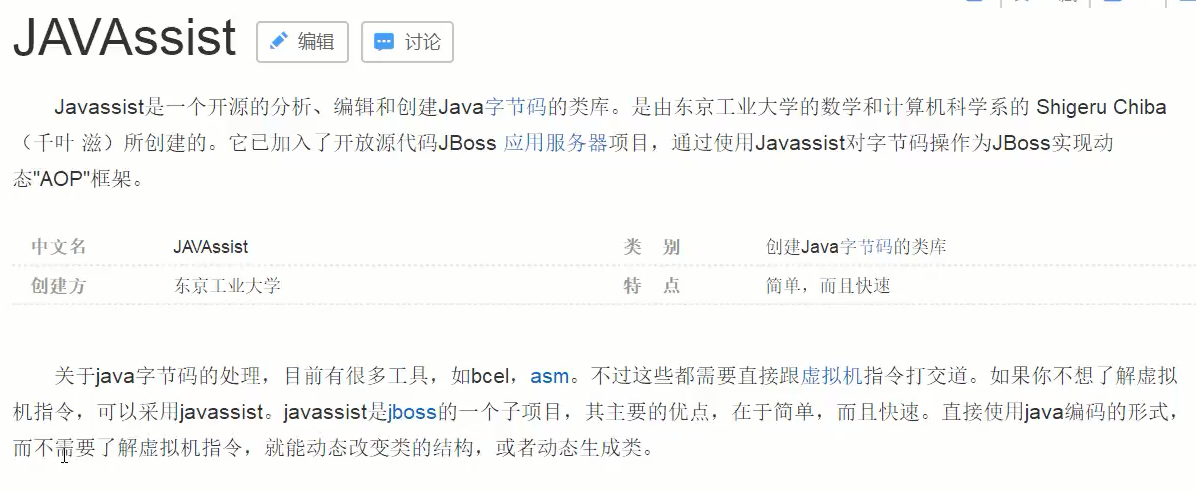 JAVAssist 编辑 讨论
Javassist是一个开源的分析、编辑和创建Java字节码的类库。是由东京工业大学的数学和计算机科学系的 Shigeru Chiba
（千叶 滋）所创建的。它已加入了开放源代码JBoss 应用服务器项目，通过使用Javassist对字节码操作为JBoss实现动
态"AOP"框架。
中文名 JAVAssist 类 别 创建Java字节码的类库
创建方 东京工业大学 特 点 简单，而且快速
关于java字节码的处理，目前有很多工具，如bcel，asm。不过这些都需要直接跟虚拟机指令打交道。如果你不想了解虚拟
机指令，可以采用javassist。javassist是jboss的一个子项目，其主要的优点，在于简单，而且快速。直接使用java编码的形式，
而不需要了解虚拟机指令，就能动态改变类的结构，或者动态生成类。